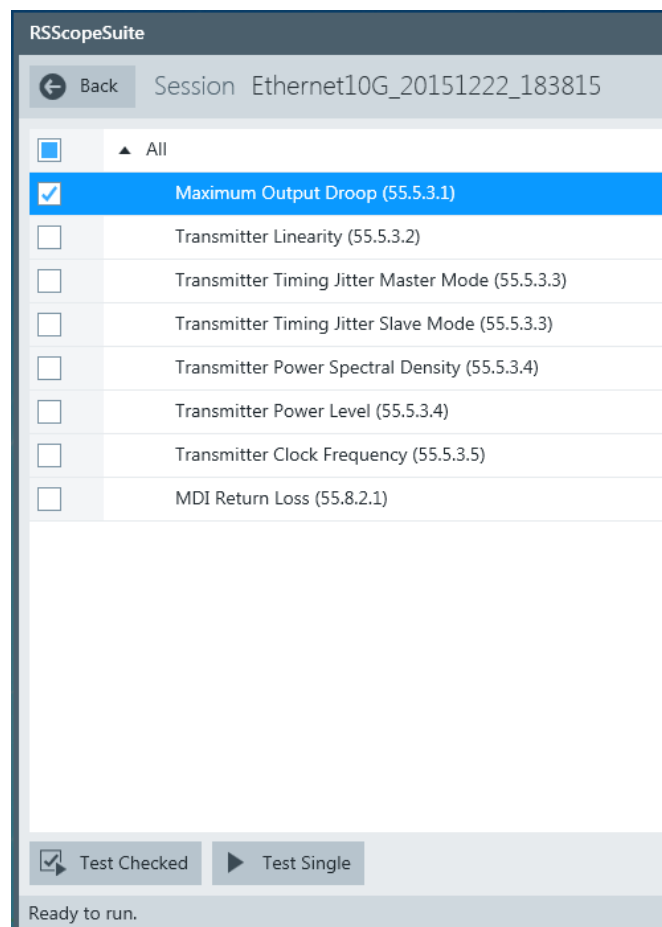 RSScopeSuite
Back Session Ethernet10G_20151222_183815
All
Maximum Output Droop (55.5.3.1)
Transmitter Linearity (55.5.3.2)
Transmitter Timing Jitter Master Mode (55.5.3.3)
Transmitter Timing Jitter Slave Mode (55.5.3.3)
Transmitter Power Spectral Density (55.5.3.4)
Transmitter Power Level (55.5.3.4)
Transmitter Clock Frequency (55.5.3.5)
MDI Return Loss (55.8.2.1)
Test Checked Test Single
Ready to run.